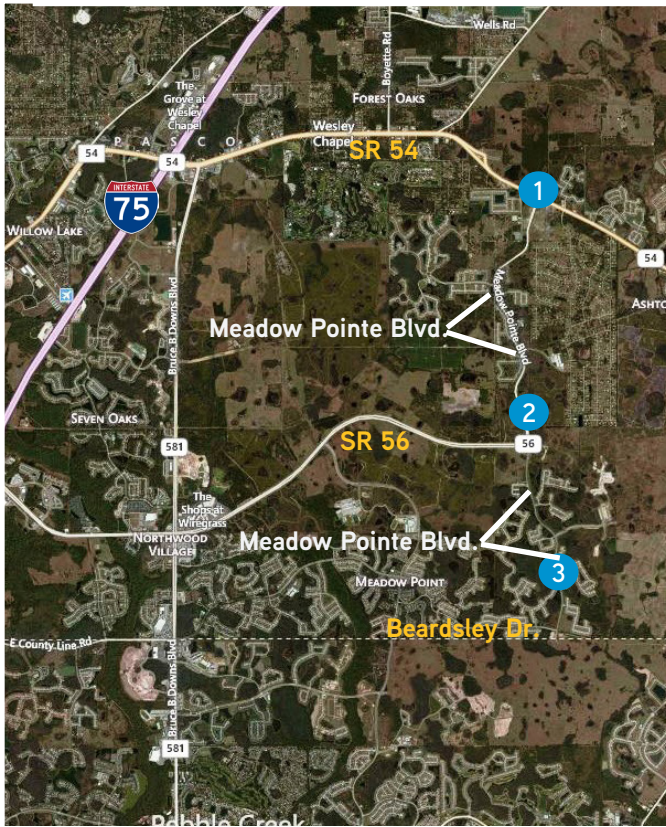 Wells Rd
Boyette Rd
The
Grove at
Wesley
Chapel
FOREST OAKS
PASCO
Wesley
Chapel
SR 54
54
54
INTERSTATE
75
1
WILLOW LAKE
54
Bruce B Downs Blvd
Meadow Pointe Blvd
ASHTO
Meadow Pointe Blvd.
2
SEVEN OAKS
SR 56
56
581
The
Shops at
Wiregrass
NORTHWOOD
VILLAGE
Meadow Pointe Blvd.
3
MEADOW POINT
Beardsley Dr.
E County Line Rd
Bruce B Downs Blvd
581
Pebble Creek